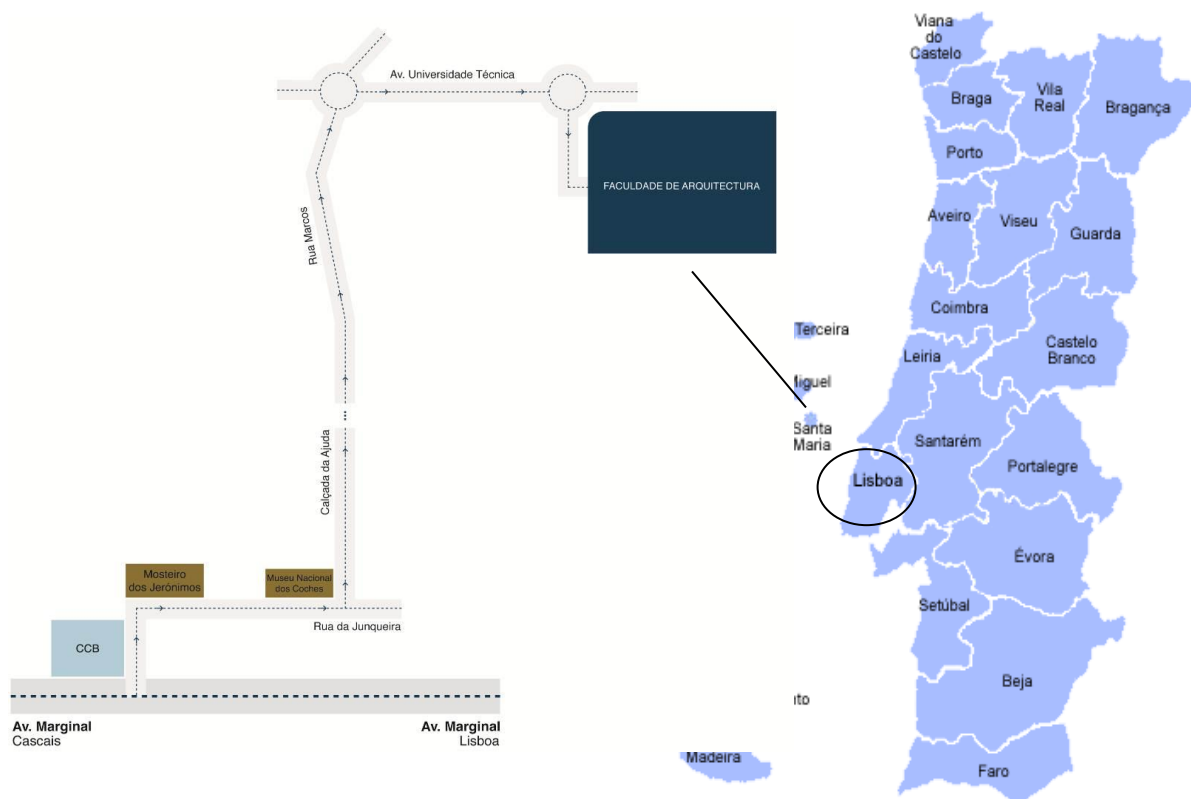 Av. Universidade Técnica
FACULDADE DE ARQUITECTURA
Rua Marcos
Calçada da Ajuda
Mosteiro
dos Jerónimos
Museu Nacional
dos Coches
Rua da Junqueira
CCB
Av. Marginal
Cascais
Av. Marginal
Lisboa
Viana
do
Castelo
Braga
Vila
Real
Bragança
Porto
Aveiro
Viseu
Guarda
Coimbra
Terceira
Castelo
Branco
Leiria
Santa
Maria
Santarém
Portalegre
Lisboa
Évora
Setúbal
Beja
Madeira
Faro